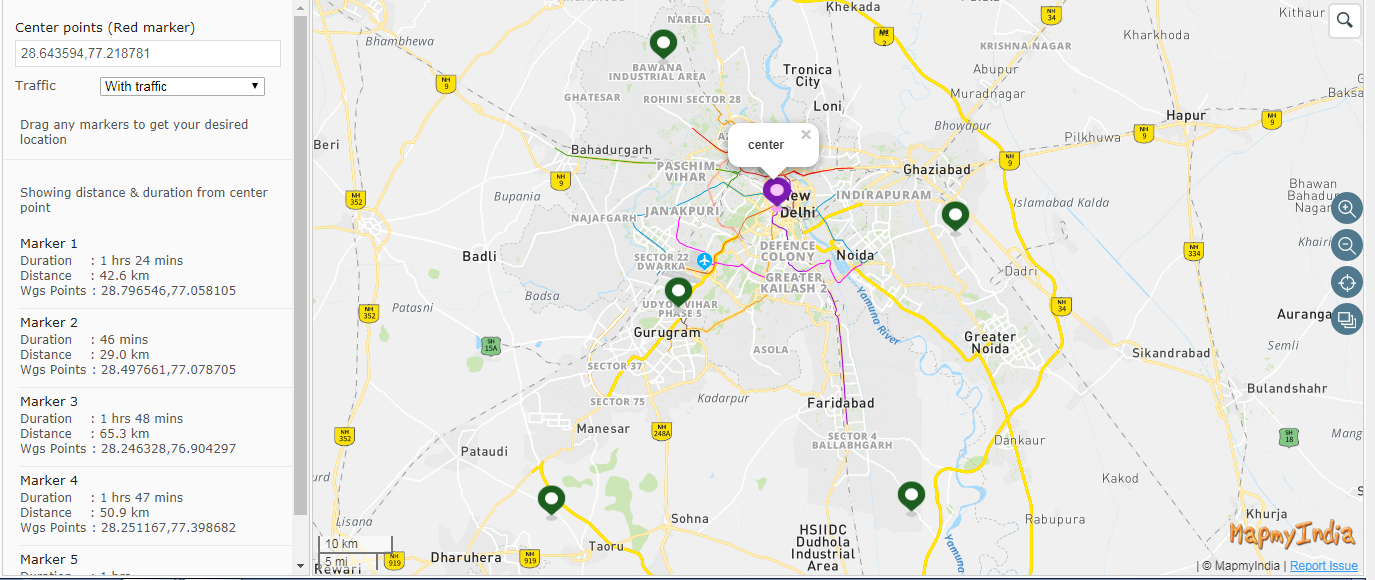 Center points (Red marker)
28.643594,77.218781
Traffic With traffic
Drag any markers to get your desired
location
Showing distance & duration from center
point
Marker 1
Duration : 1 hrs 24 mins
Distance : 42.6 km
Wgs Points : 28.796546,77.058105
Marker 2
Duration : 46 mins
Distance : 29.0 km
Wgs Points : 28.497661,77.078705
Marker 3
Duration : 1 hrs 48 mins
Distance : 65.3 km
Wgs Points : 28.246328,76.904297
Marker 4
Duration : 1 hrs 47 mins
Distance : 50.9 km
Wgs Points : 28.251167,77.398682
Marker 5
Duration : 1 hrs
NARELA
Khekada
NH
34
Kithaur
Bhambhewa
NH
2
KRISHNA NAGAR
Kharkhoda
BAWANA
INDUSTRIAL AREA
Tronica
City
Abupur
NH
9
GHATESAR
ROHINI SECTOR 28
Loni
Muradnagar
Baksa
Hapur
NH
9
Bhowapur
Pilkhuwa
NH
9
Beri
Bahadurgarh
center
NH
9
PASCHIM
VIHAR
Ghaziabad
NH
9
Bupania
NH
352
New
Delhi
INDIRAPURAM
Bhawan
Bahadu
Nagar
Islamabad Kalda
NAJAFGARH
JANAKPURI
Khairi
Badli
SECTOR 22
DWARKA
DEFENCE
COLONY
Noida
NH
334
Dadri
GREATER
KAILASH 2
Badsa
Patasni
UDYOG VIHAR
PHASE 5
NH
352
NH
34
Yamuna River
Auranga
Gurugram
Greater
Noida
SH
15A
ASOLA
Sikandrabad
Semli
SECTOR 37
Bulandshahr
SECTOR 75
Kadarpur
Faridabad
NH
352
Manesar
NH
248A
SECTOR 4
BALLABHGARH
Dankaur
SH
18
Mang
Pataudi
Kakod
urd
Lisana
Sohna
Rabupura
Khurja
HSIIDC
Dudhola
Industrial
Area
MapmyIndia
10 km
5 mi
Taoru
Dharuhera
NH
919
NH
919
Rewari
Yamuna
| © MapmyIndia | Report Issue